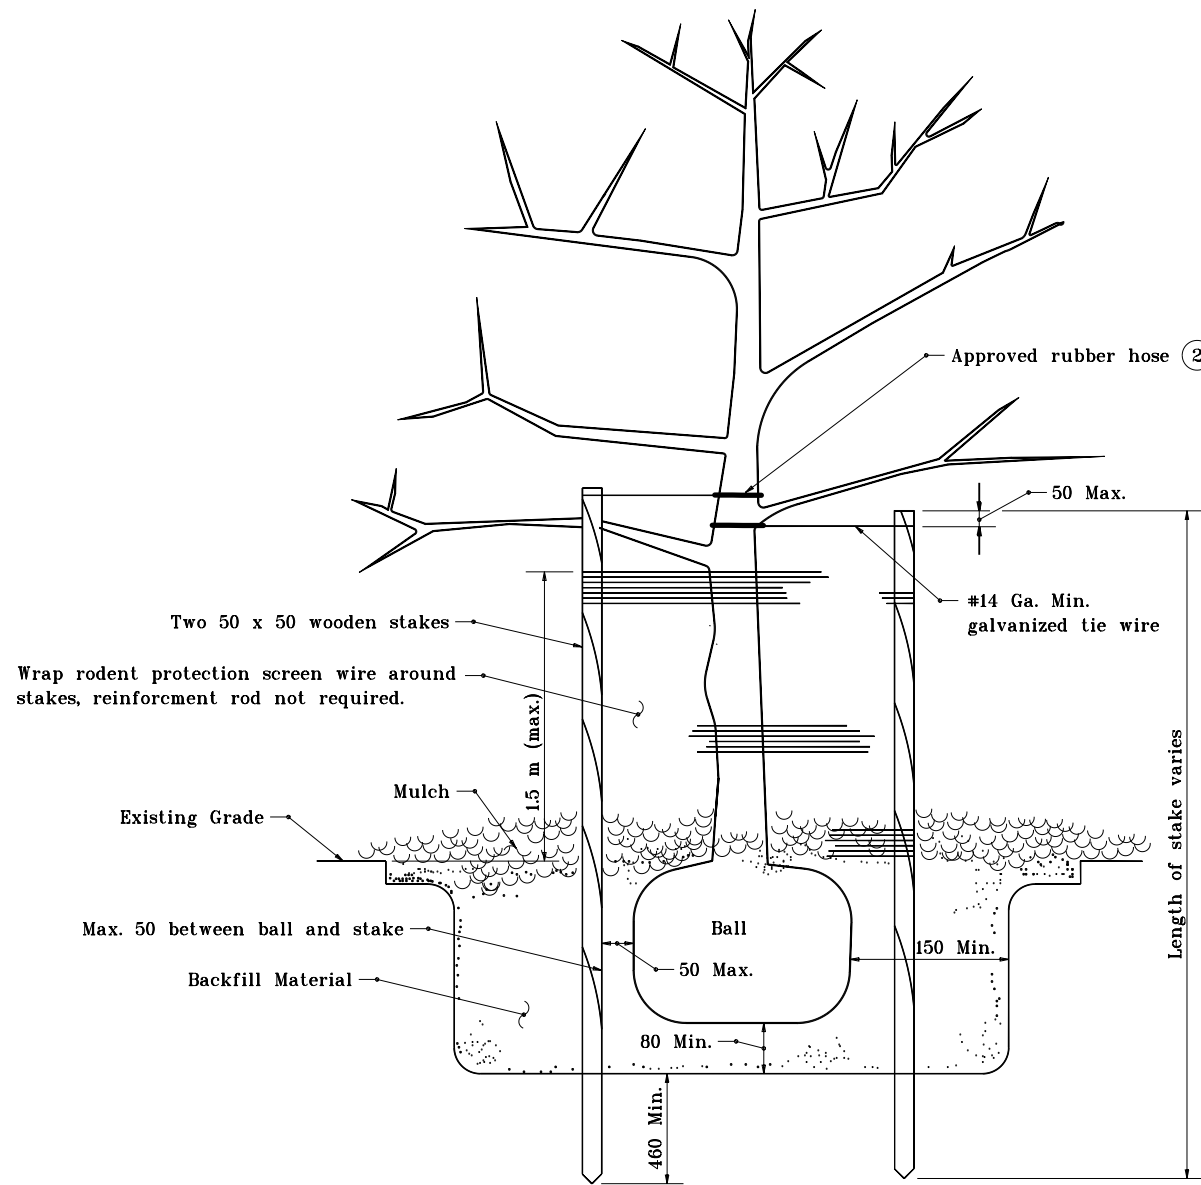 Approved rubber hose 2
50 Max.
#14 Ga. Min.
galvanized tie wire
Two 50 x 50 wooden stakes
Wrap rodent protection screen wire around
stakes, reinforcment rod not required.
1.5 m (max.)
Mulch
Existing Grade
Length of stake varies
Max. 50 between ball and stake
Ball
150 Min.
50 Max.
Backfill Material
80 Min.
460 Min.